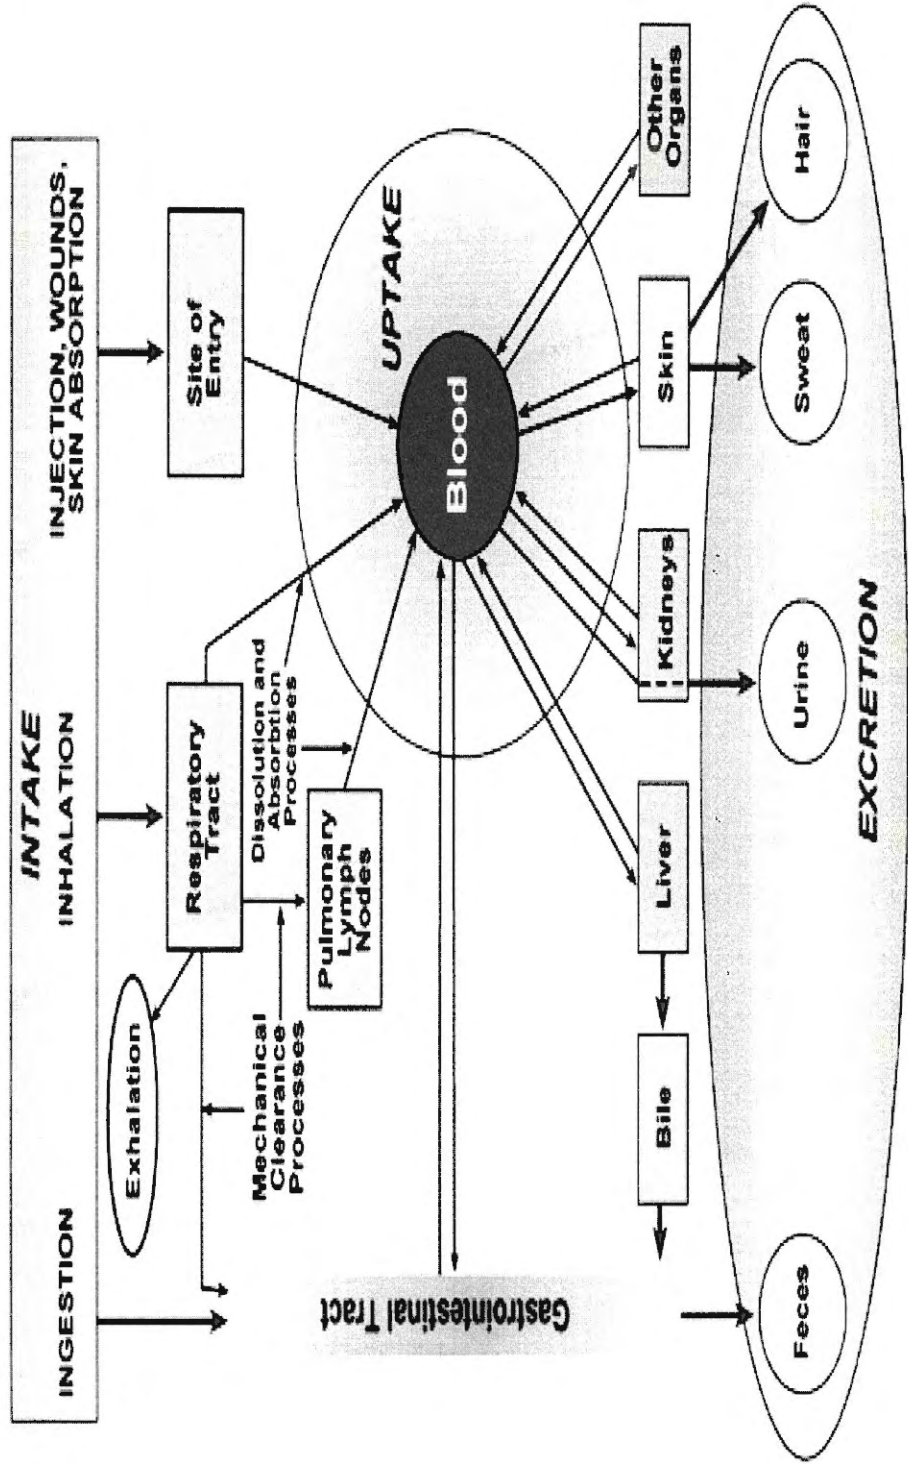 INTAKE
INGESTION
INHALATION
INJECTION, WOUNDS,
SKIN ABSORPTION
Exhalation
Respiratory
Tract
Site of
Entry
Mechanical
Clearance
Processes
Dissolution and
Absorbtion
Processes
Pulmonary
Lymph
Nodes
UPTAKE
Blood
Gastrointestinal Tract
Bile
Liver
Kidneys
Skin
Other
Organs
Feces
Urine
Sweat
Hair
EXCRETION